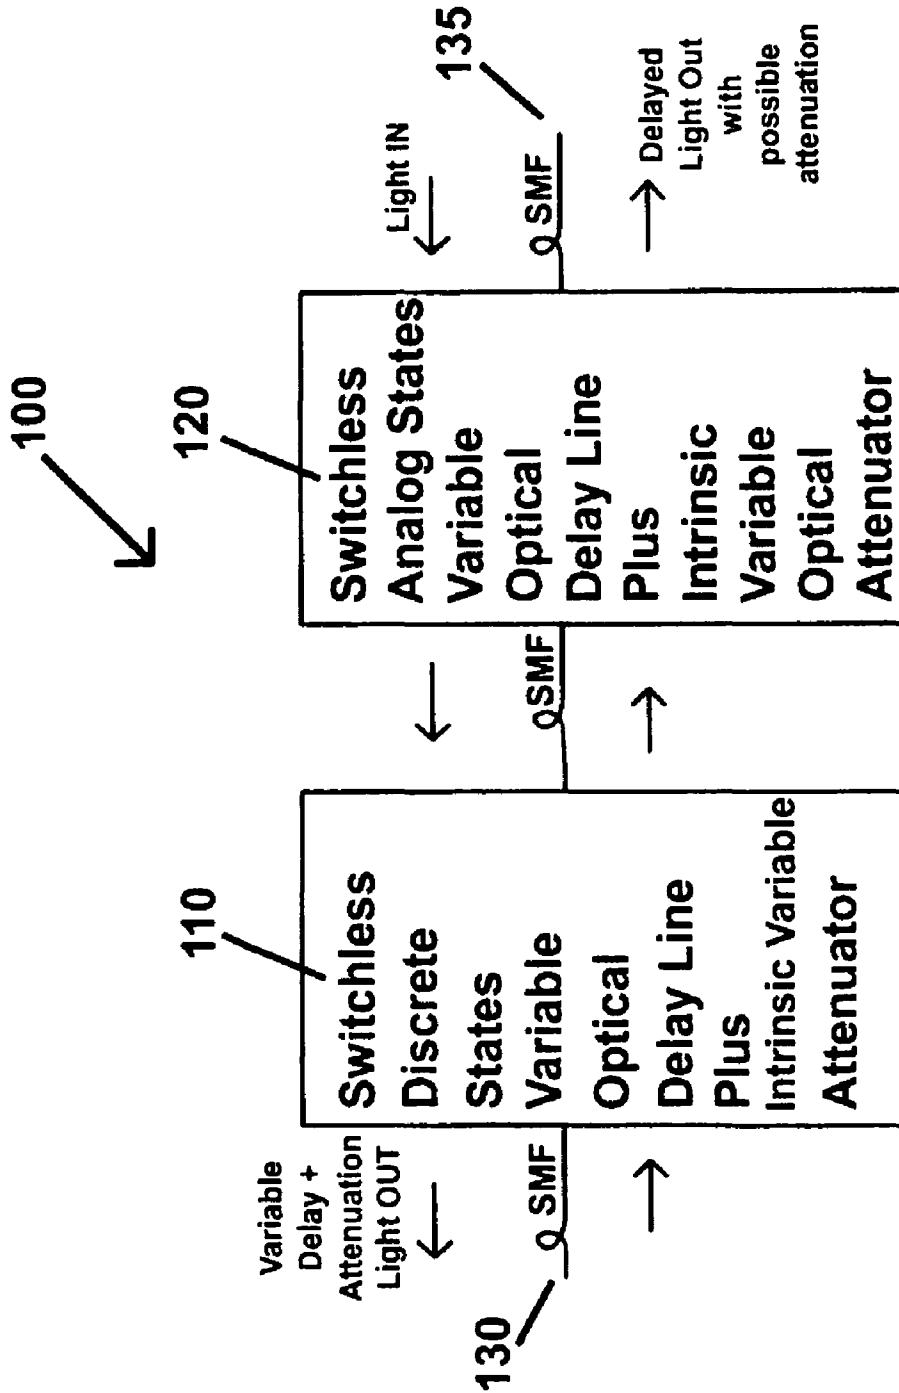 100
110
120
130
135
Variable
Delay +
Attenuation
Light OUT
SMF
Switchless
Discrete
States
Variable
Optical
Delay Line
Plus
Intrinsic Variable
Attenuator
SMF
Switchless
Analog States
Variable
Optical
Delay Line
Plus
Intrinsic
Variable
Optical
Attenuator
Light IN
SMF
Delayed
Light Out
with
possible
attenuation